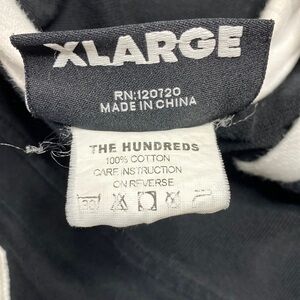 XLARGE
RN:120720
MADE IN CHINA
THE HUNDREDS
100% COTTON
CARE INSTRUCTION
ON REVERSE